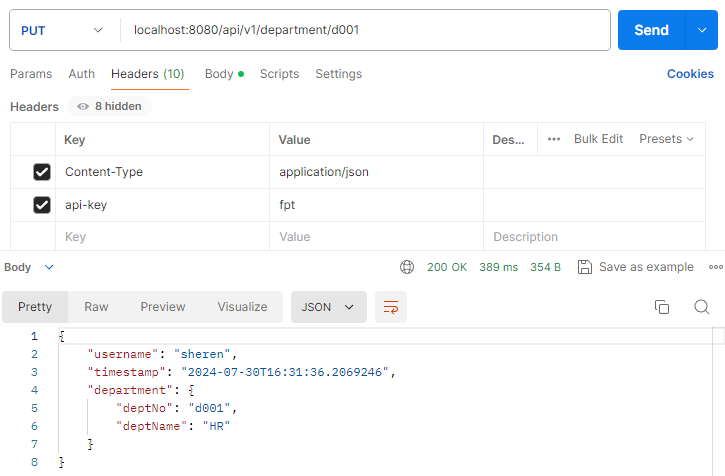 PUT localhost:8080/api/v1/department/d001 Send
Params Auth Headers (10) Body Scripts Settings Cookies
Headers 8 hidden
Key Value Des... ••• Bulk Edit Presets
Content-Type application/json
api-key fpt
Key Value Description
Body 200 OK 389 ms 354 B Save as example •••
Pretty Raw Preview Visualize JSON
1 {
2 "username": "sheren",
3 "timestamp": "2024-07-30T16:31:36.2069246",
4 "department": {
5 "deptNo": "d001",
6 "deptName": "HR"
7 }
8 }